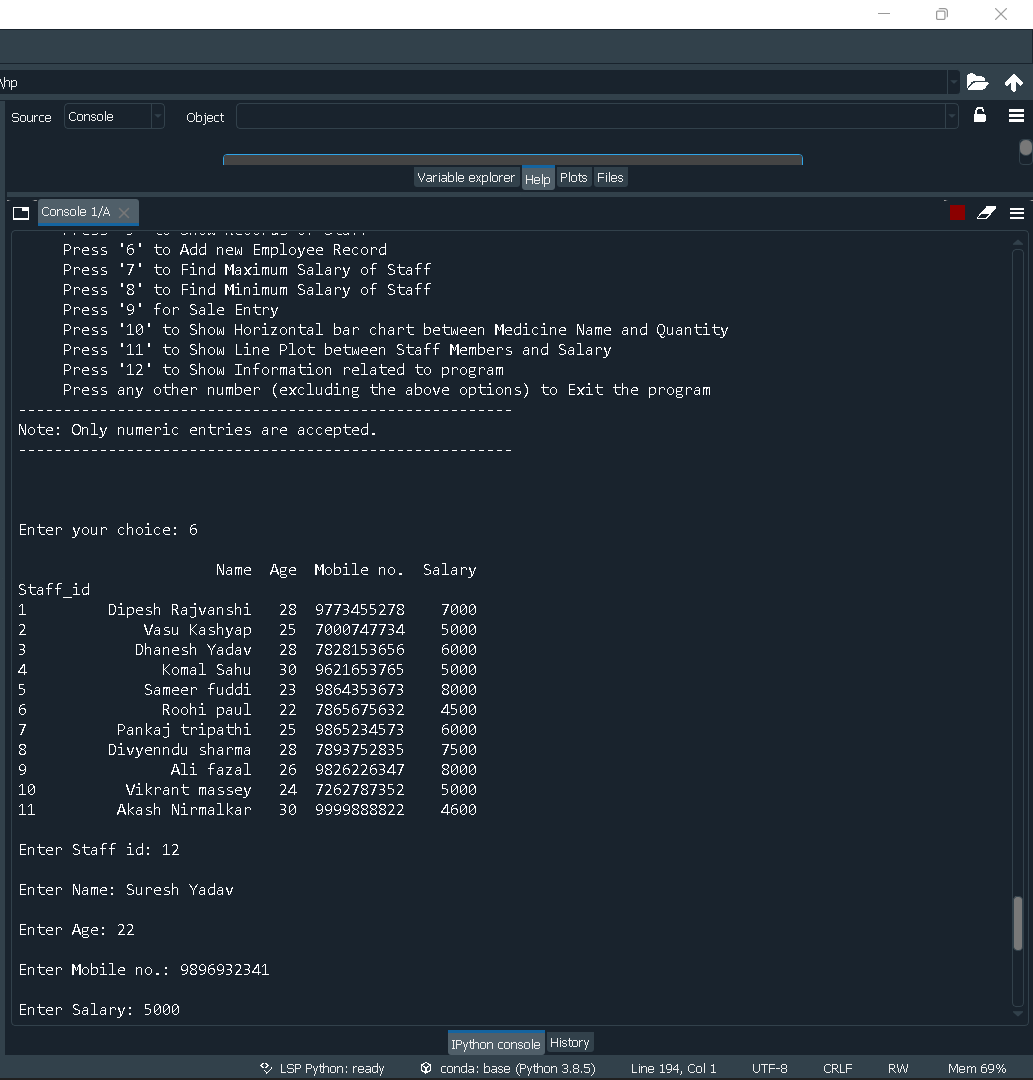 \hp
Source Console Object
Variable explorer Help Plots Files
Console 1/A
Press '5' to Show Records of Staff
Press '6' to Add new Employee Record
Press '7' to Find Maximum Salary of Staff
Press '8' to Find Minimum Salary of Staff
Press '9' for Sale Entry
Press '10' to Show Horizontal bar chart between Medicine Name and Quantity
Press '11' to Show Line Plot between Staff Members and Salary
Press '12' to Show Information related to program
Press any other number (excluding the above options) to Exit the program
-------------------------------------------------------
Note: Only numeric entries are accepted.
-------------------------------------------------------
Enter your choice: 6
Name Age Mobile no. Salary
Staff_id
1 Dipesh Rajvanshi 28 9773455278 7000
2 Vasu Kashyap 25 7000747734 5000
3 Dhanesh Yadav 28 7828153656 6000
4 Komal Sahu 30 9621653765 5000
5 Sameer fuddi 23 9864353673 8000
6 Roohi paul 22 7865675632 4500
7 Pankaj tripathi 25 9865234573 6000
8 Divyenndu sharma 28 7893752835 7500
9 Ali fazal 26 9826226347 8000
10 Vikrant massey 24 7262787352 5000
11 Akash Nirmalkar 30 9999888822 4600
Enter Staff id: 12
Enter Name: Suresh Yadav
Enter Age: 22
Enter Mobile no.: 9896932341
Enter Salary: 5000
IPython console History
LSP Python: ready conda: base (Python 3.8.5) Line 194, Col 1 UTF-8 CRLF RW Mem 69%